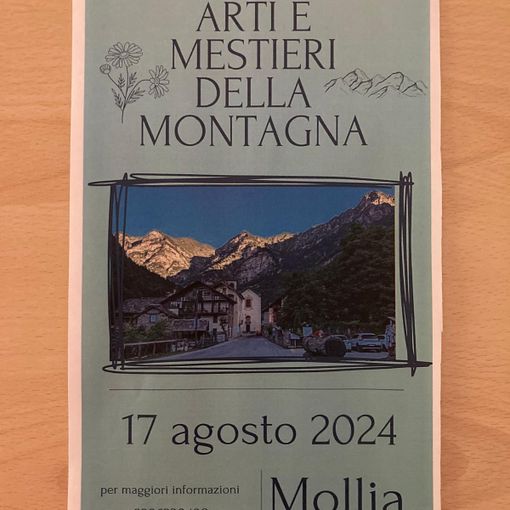 ARTI E
MESTIERI
DELLA
MONTAGNA
17 agosto 2024
per maggiori informazioni
Mollia